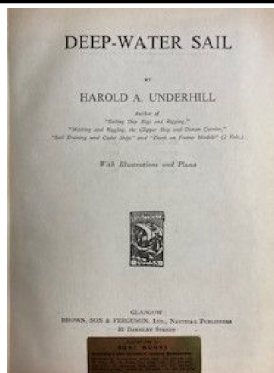 DEEP-WATER SAIL
BY
HAROLD A. UNDERHILL
Author of
"Sailing Ship Rigs and Rigging,"
"Masting and Rigging, the Clipper Ship and Ocean Carrier,"
"Sail Training and Cadet Ships" and "Plank on Frame Models" (2 Vols.)
With Illustrations and Plans
GLASGOW
BROWN, SON & FERGUSON, LTD., NAUTICAL PUBLISHERS
52 DARNLEY STREET